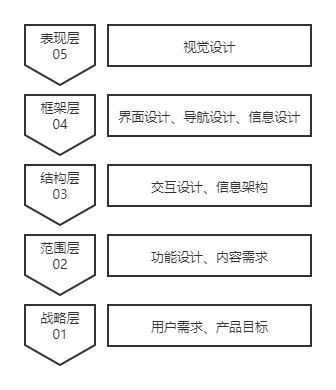 表现层
05
视觉设计
框架层
04
界面设计、导航设计、信息设计
结构层
03
交互设计、信息架构
范围层
02
功能设计、内容需求
战略层
01
用户需求、产品目标